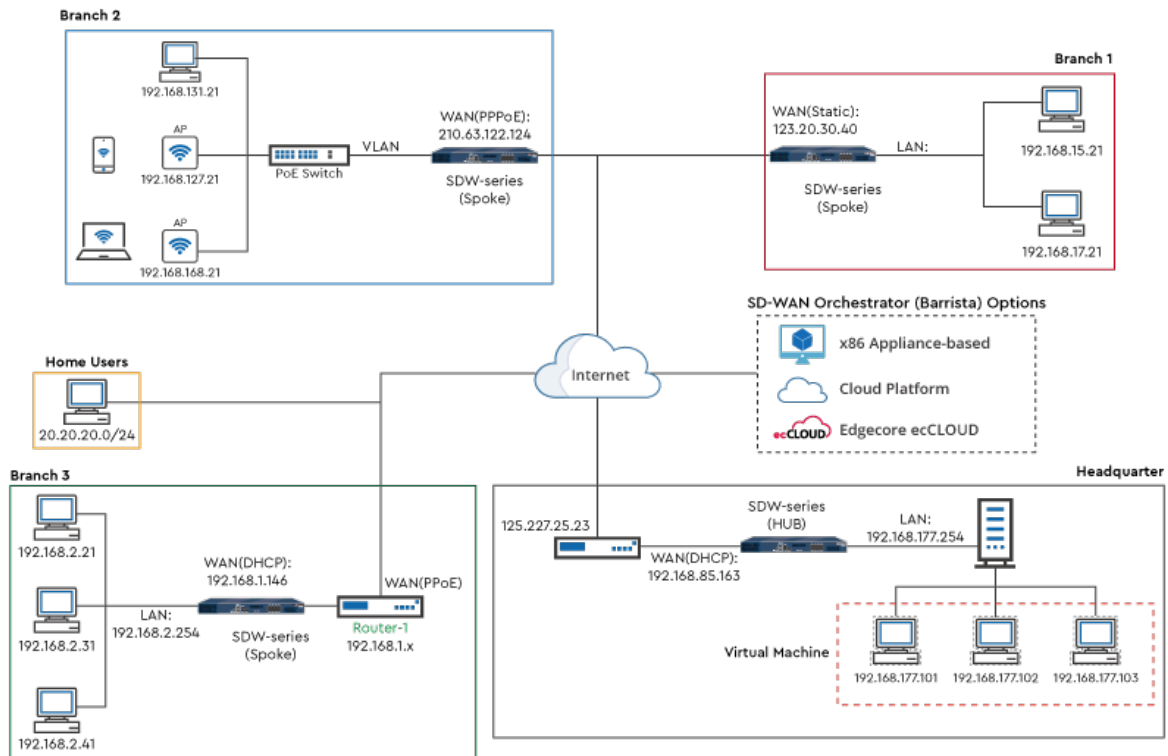 Branch 2
192.168.131.21
AP
192.168.127.21
AP
192.168.168.21
PoE Switch
VLAN
WAN(PPPoE):
210.63.122.124
SDW-series
(Spoke)
Branch 1
WAN(Static):
123.20.30.40
SDW-series
(Spoke)
LAN:
192.168.15.21
192.168.17.21
SD-WAN Orchestrator (Barrista) Options
x86 Appliance-based
Cloud Platform
ecCLOUD
Edgecore ecCLOUD
Internet
Home Users
20.20.20.0/24
Branch 3
192.168.2.21
192.168.2.31
192.168.2.41
LAN:
192.168.2.254
WAN(DHCP):
192.168.1.146
SDW-series
(Spoke)
WAN(PPoE)
Router-1
192.168.1.x
Headquarter
125.227.25.23
WAN(DHCP):
192.168.85.163
SDW-series
(HUB)
LAN:
192.168.177.254
Virtual Machine
192.168.177.101
192.168.177.102
192.168.177.103